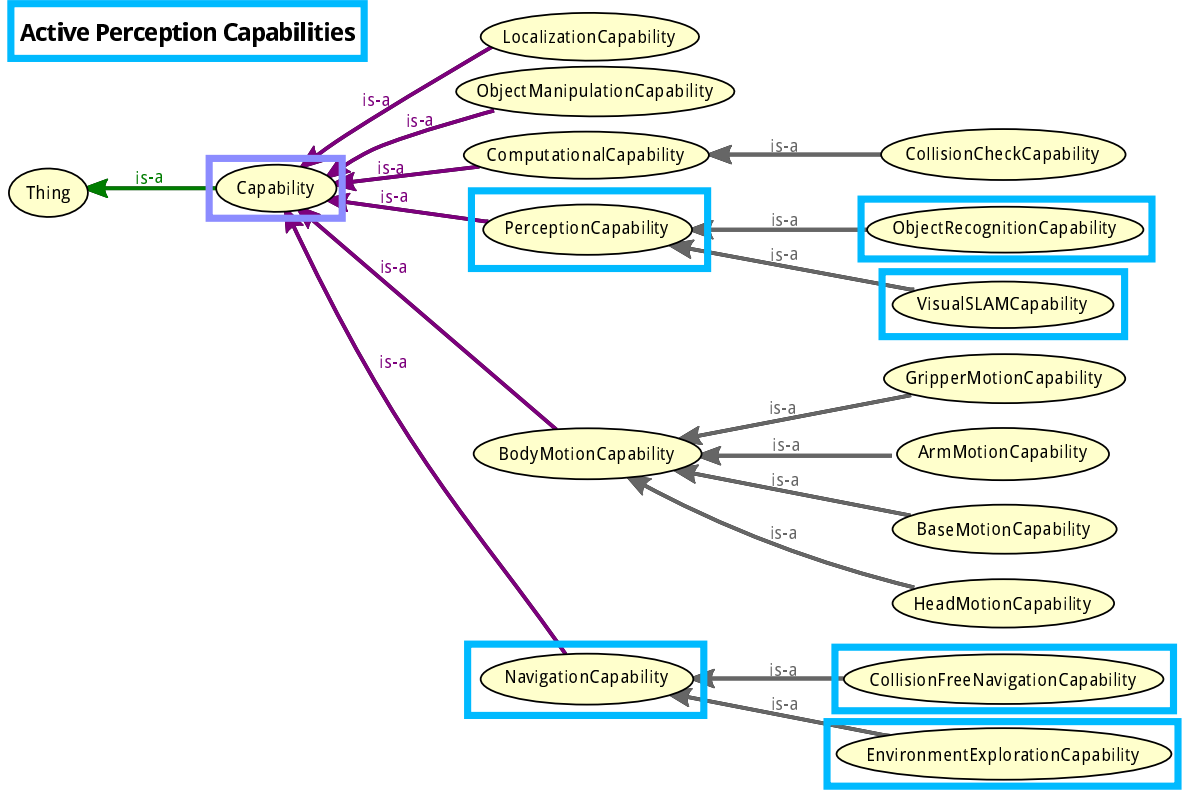 Active Perception Capabilities
LocalizationCapability
is-a
ObjectManipulationCapability
is-a
ComputationalCapability
is-a
CollisionCheckCapability
is-a
Thing
is-a
Capability
is-a
PerceptionCapability
is-a
ObjectRecognitionCapability
is-a
VisualSLAMCapability
is-a
BodyMotionCapability
is-a
GripperMotionCapability
is-a
ArmMotionCapability
is-a
BaseMotionCapability
is-a
HeadMotionCapability
is-a
NavigationCapability
is-a
CollisionFreeNavigationCapability
is-a
EnvironmentExplorationCapability